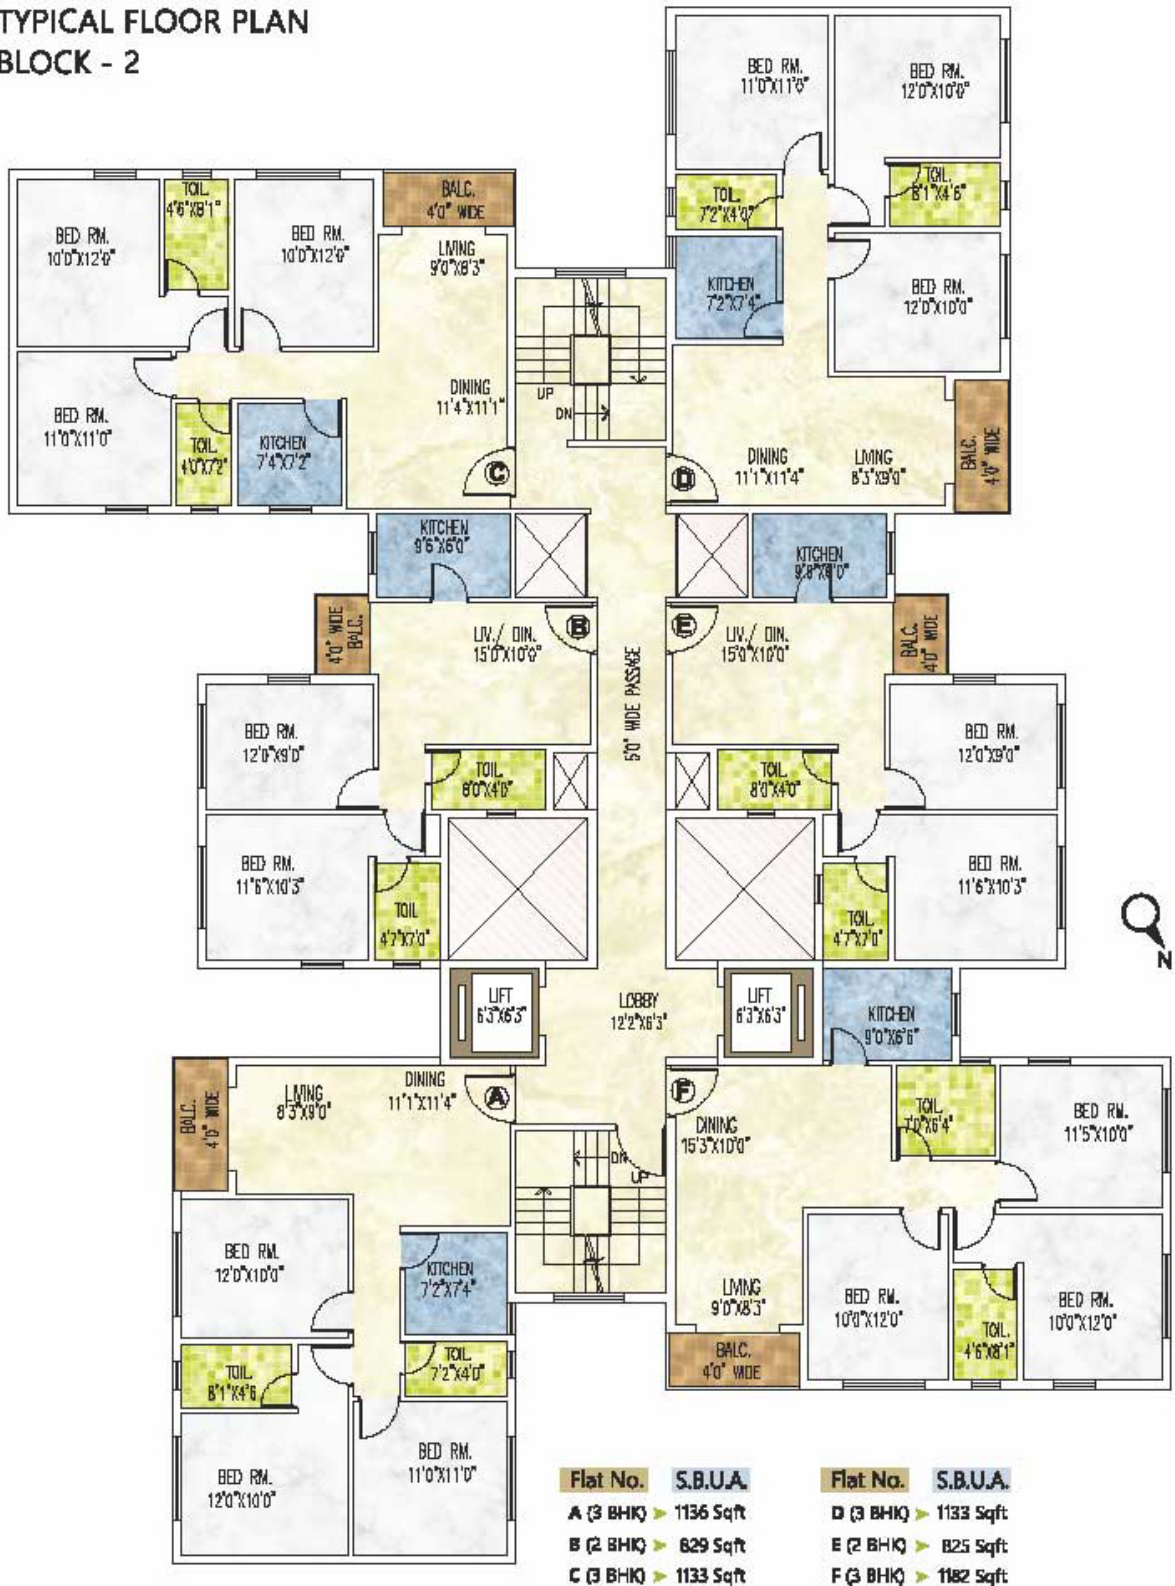 TYPICAL FLOOR PLAN
BLOCK - 2
BED RM.
11'0"X11'0"
BED RM.
12'0"X10'0"
TOIL.
7'2"X4'0"
TOIL.
8'1"X4'6"
KITCHEN
7'2"X7'4"
BED RM.
12'0"X10'0"
DINING
11'1"X11'4"
LIVING
8'3"X9'0"
BALC.
4'0" WIDE
D
BED RM.
10'0"X12'0"
TOIL.
4'6"X8'1"
BED RM.
10'0"X12'0"
BALC.
4'0" WIDE
LIVING
9'0"X8'3"
DINING
11'4"X11'1"
BED RM.
11'0"X11'0"
TOIL.
4'0"X7'2"
KITCHEN
7'4"X7'2"
C
UP
DN
KITCHEN
9'6"X6'0"
KITCHEN
9'8"X6'0"
4'0" WIDE
BALC.
LIV./ DIN.
15'0"X10'0"
B
E
LIV./ DIN.
15'0"X10'0"
BALC.
4'0" WIDE
5'0" WIDE PASSAGE
BED RM.
12'0"X9'0"
TOIL.
8'0"X4'0"
TOIL.
8'0"X4'0"
BED RM.
12'0"X9'0"
BED RM.
11'6"X10'3"
TOIL.
4'7"X7'0"
TOIL.
4'7"X7'0"
BED RM.
11'6"X10'3"
N
LIFT
6'3"X6'3"
LOBBY
12'2"X6'3"
LIFT
6'3"X6'3"
KITCHEN
9'0"X6'6"
BALC.
4'0" WIDE
LIVING
8'3"X9'0"
DINING
11'1"X11'4"
A
F
DINING
15'3"X10'0"
TOIL.
7'0"X6'4"
BED RM.
11'5"X10'0"
DN
UP
BED RM.
12'0"X10'0"
KITCHEN
7'2"X7'4"
LIVING
9'0"X8'3"
BALC.
4'0" WIDE
BED RM.
10'0"X12'0"
TOIL.
4'6"X8'1"
BED RM.
10'0"X12'0"
TOIL.
8'1"X4'6
TOIL.
7'2"X4'0"
BED RM.
12'0"X10'0"
BED RM.
11'0"X11'0"
Flat No. S.B.U.A.
A (3 BHK) ➤ 1136 Sqft
B (2 BHK) ➤ 829 Sqft
C (3 BHK) ➤ 1133 Sqft
Flat No. S.B.U.A.
D (3 BHK) ➤ 1133 Sqft
E (2 BHK) ➤ 825 Sqft
F (3 BHK) ➤ 1182 Sqft